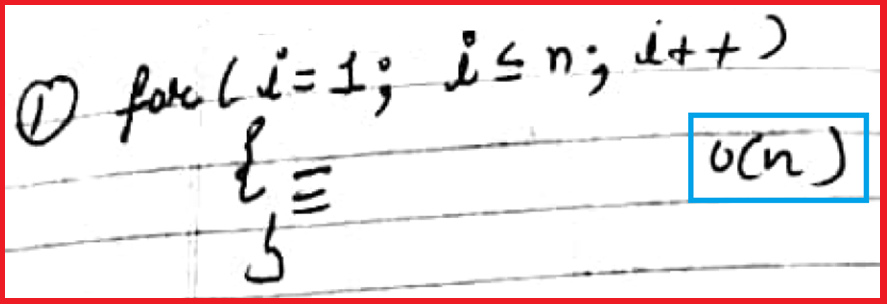 ① for ( i = 1; i ≤ n; i++ )
{ ≡
}
O(n)